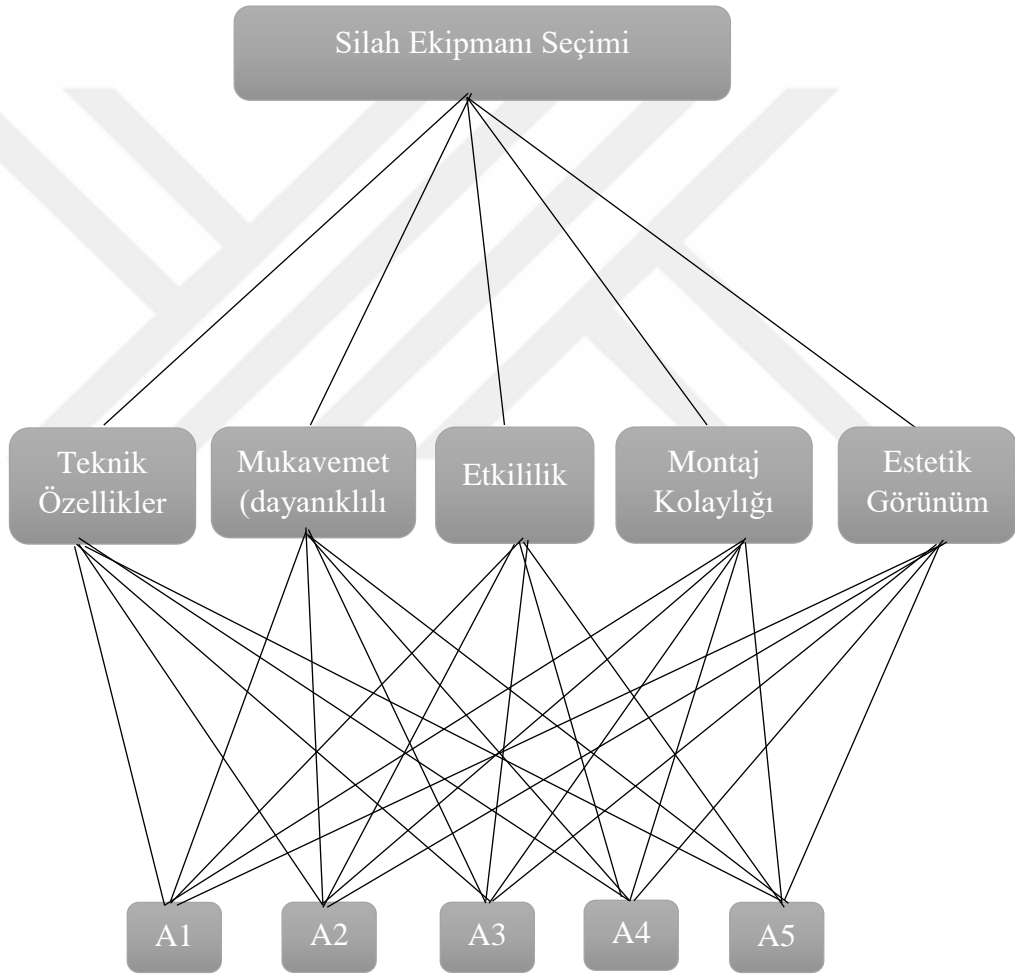 Silah Ekipmanı Seçimi
Teknik
Özellikler
Mukavemet
(dayanıklılı
Etkililik
Montaj
Kolaylığı
Estetik
Görünüm
A1
A2
A3
A4
A5